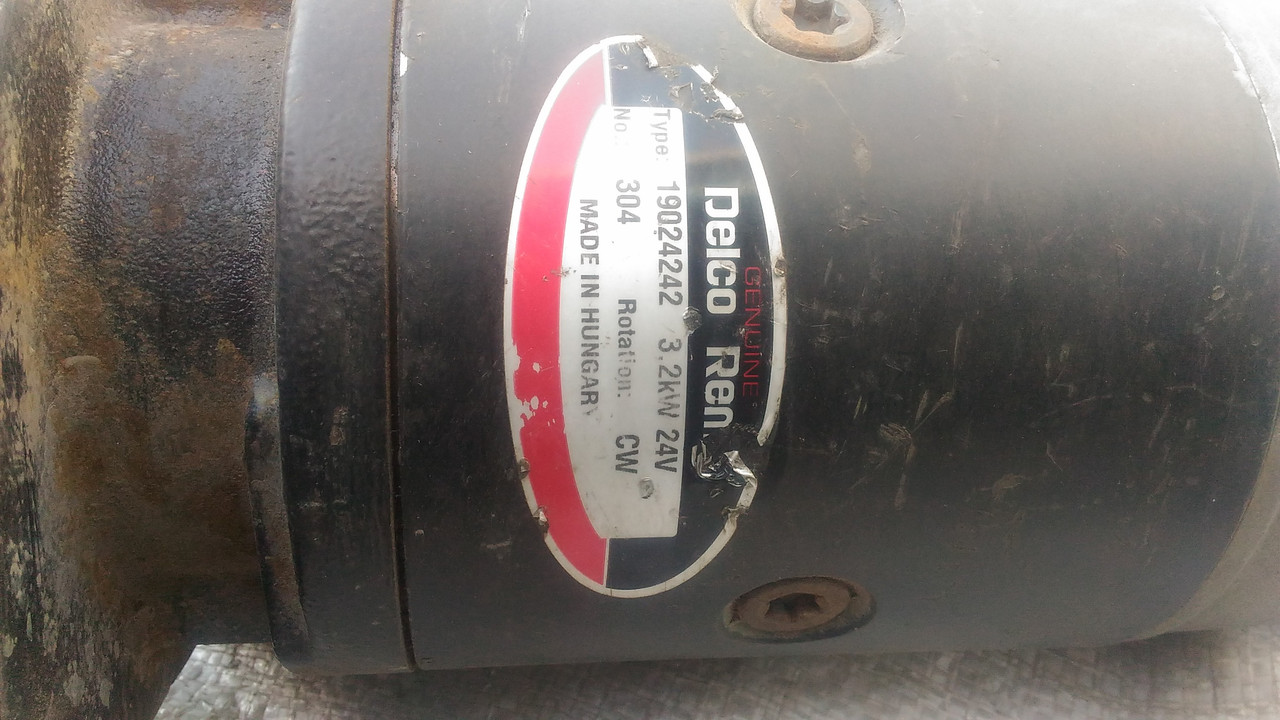 GENUINE
Delco Rem
Type: 19024242 3.2kW 24V
No. 304 Rotation: CW
MADE IN HUNGARY